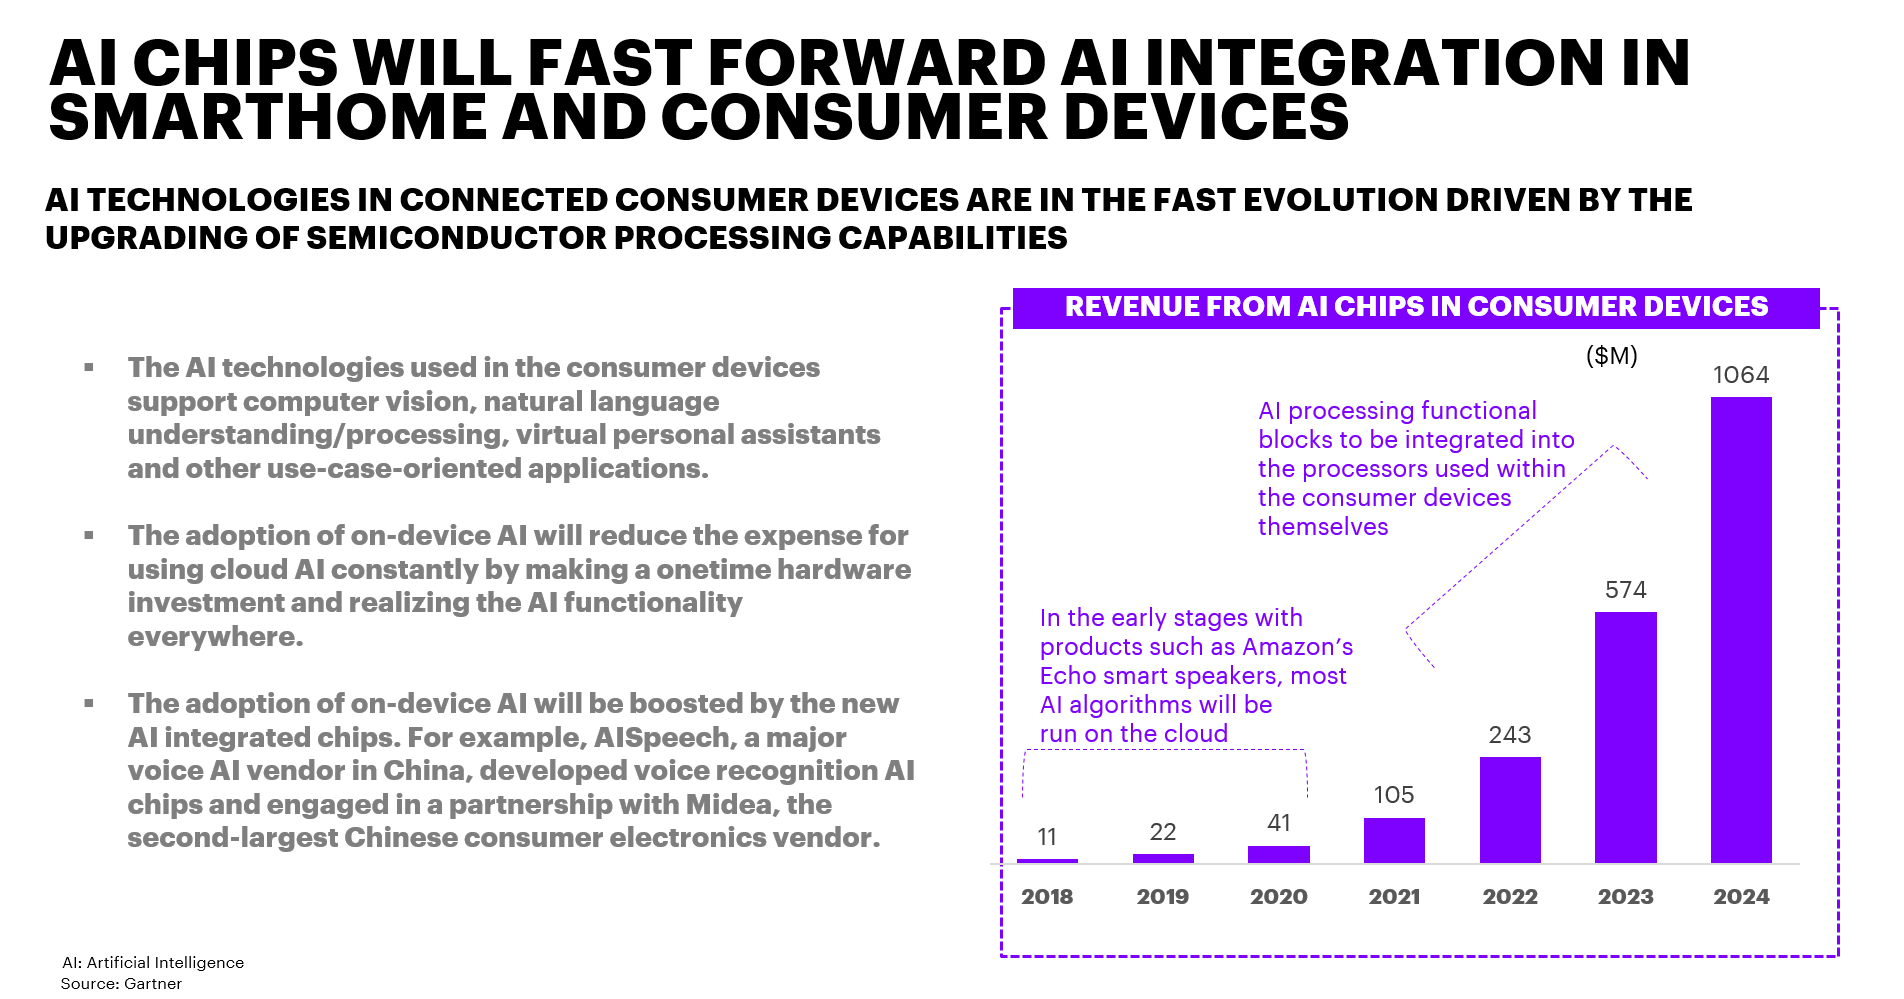 AI CHIPS WILL FAST FORWARD AI INTEGRATION IN
SMARTHOME AND CONSUMER DEVICES
AI TECHNOLOGIES IN CONNECTED CONSUMER DEVICES ARE IN THE FAST EVOLUTION DRIVEN BY THE
UPGRADING OF SEMICONDUCTOR PROCESSING CAPABILITIES
▪ The AI technologies used in the consumer devices
support computer vision, natural language
understanding/processing, virtual personal assistants
and other use-case-oriented applications.
▪ The adoption of on-device AI will reduce the expense for
using cloud AI constantly by making a onetime hardware
investment and realizing the AI functionality
everywhere.
▪ The adoption of on-device AI will be boosted by the new
AI integrated chips. For example, AISpeech, a major
voice AI vendor in China, developed voice recognition AI
chips and engaged in a partnership with Midea, the
second-largest Chinese consumer electronics vendor.
REVENUE FROM AI CHIPS IN CONSUMER DEVICES
($M)
AI processing functional
blocks to be integrated into
the processors used within
the consumer devices
themselves
In the early stages with
products such as Amazon’s
Echo smart speakers, most
AI algorithms will be
run on the cloud
11 22 41 105 243 574 1064
2018 2019 2020 2021 2022 2023 2024
AI: Artificial Intelligence
Source: Gartner